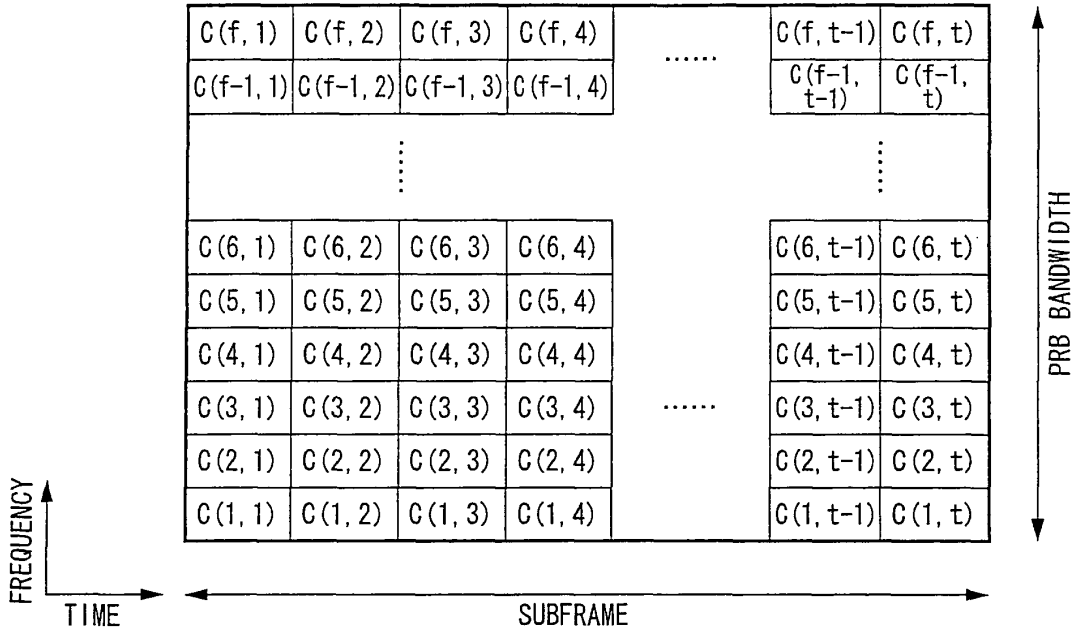 C(f, 1) C(f, 2) C(f, 3) C(f, 4) ...... C(f, t-1) C(f, t)
C(f-1, 1) C(f-1, 2) C(f-1, 3) C(f-1, 4) C(f-1, t-1) C(f-1, t)
C(6, 1) C(6, 2) C(6, 3) C(6, 4) C(6, t-1) C(6, t)
C(5, 1) C(5, 2) C(5, 3) C(5, 4) C(5, t-1) C(5, t)
C(4, 1) C(4, 2) C(4, 3) C(4, 4) C(4, t-1) C(4, t)
C(3, 1) C(3, 2) C(3, 3) C(3, 4) ...... C(3, t-1) C(3, t)
C(2, 1) C(2, 2) C(2, 3) C(2, 4) C(2, t-1) C(2, t)
C(1, 1) C(1, 2) C(1, 3) C(1, 4) C(1, t-1) C(1, t)
PRB BANDWIDTH
FREQUENCY
TIME
SUBFRAME